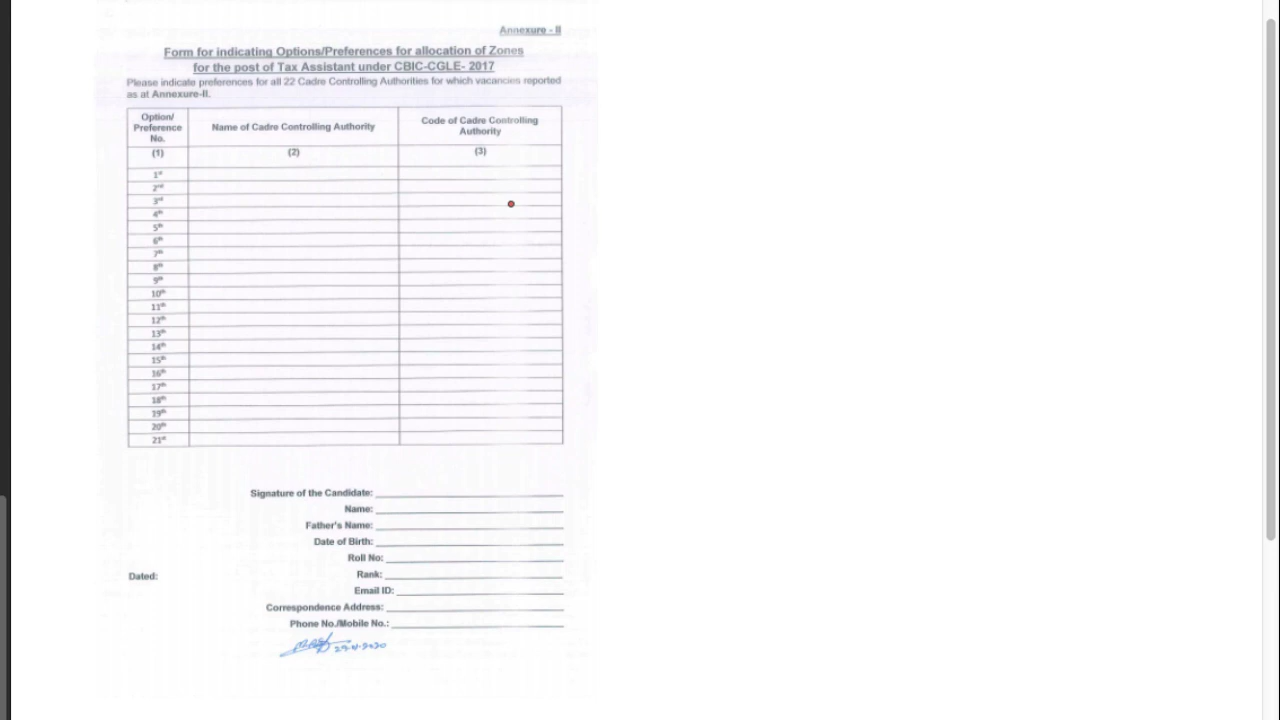 Annexure - II
Form for indicating Options/Preferences for allocation of Zones
for the post of Tax Assistant under CBIC-CGLE- 2017
Please indicate preferences for all 22 Cadre Controlling Authorities for which vacancies reported
as at Annexure-II.
Option/ Preference No.
Name of Cadre Controlling Authority
Code of Cadre Controlling Authority
(1) (2) (3)
1st
2nd
3rd
4th
5th
6th
7th
8th
9th
10th
11th
12th
13th
14th
15th
16th
17th
18th
19th
20th
21st
Signature of the Candidate:
Name:
Father's Name:
Date of Birth:
Roll No:
Dated: Rank:
Email ID:
Correspondence Address:
Phone No./Mobile No.: